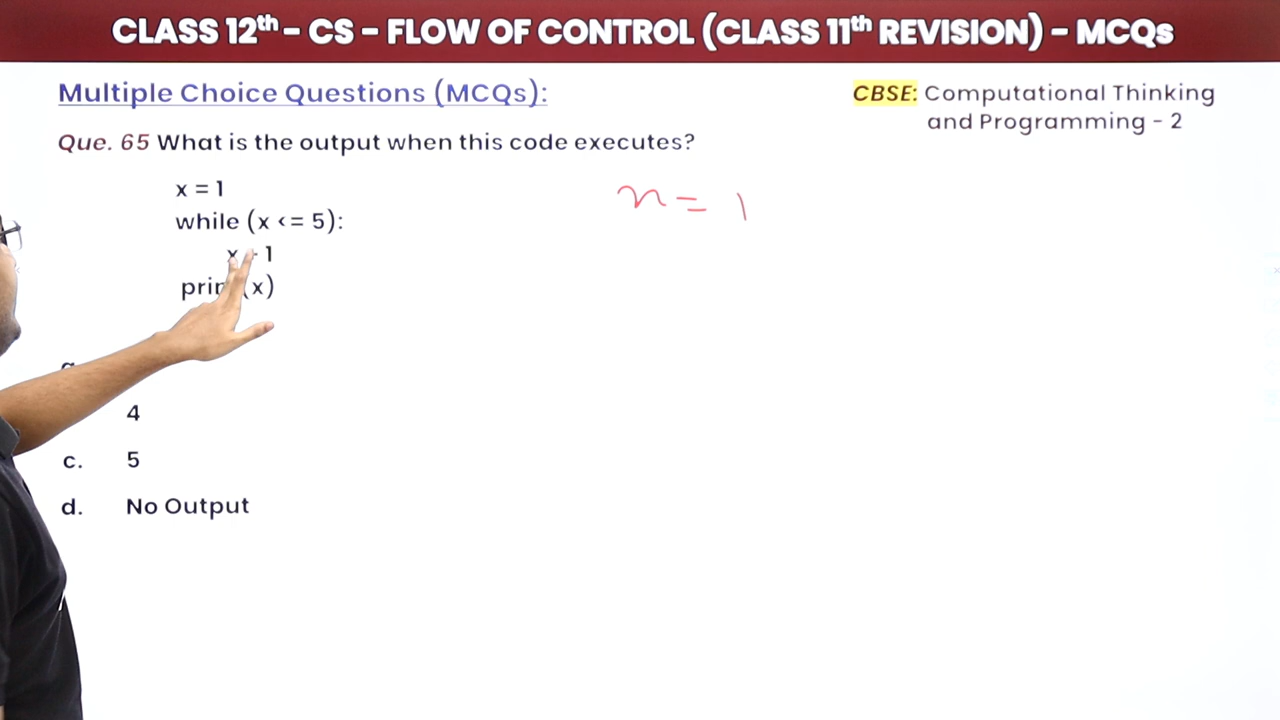 CLASS 12th – CS – FLOW OF CONTROL (CLASS 11th REVISION) – MCQs
Multiple Choice Questions (MCQs):
CBSE: Computational Thinking
and Programming - 2
Que. 65 What is the output when this code executes?
x = 1
while (x <= 5):
1
(x)
4
c. 5
d. No Output
x = 1